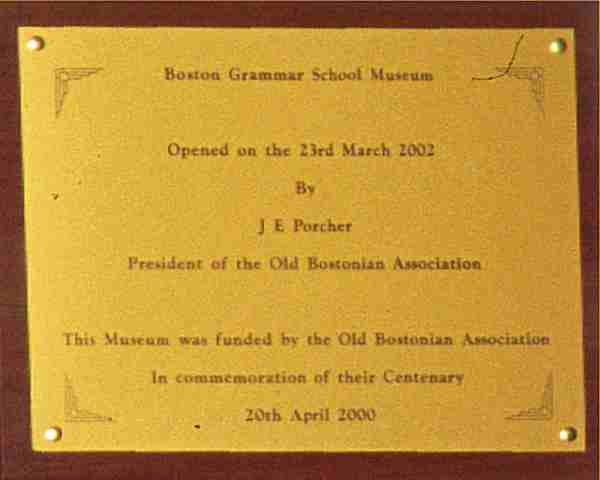 Boston Grammar School Museum
Opened on the 23rd March 2002
By
J E Porcher
President of the Old Bostonian Association
This Museum was funded by the Old Bostonian Association
In commemoration of their Centenary
20th April 2000